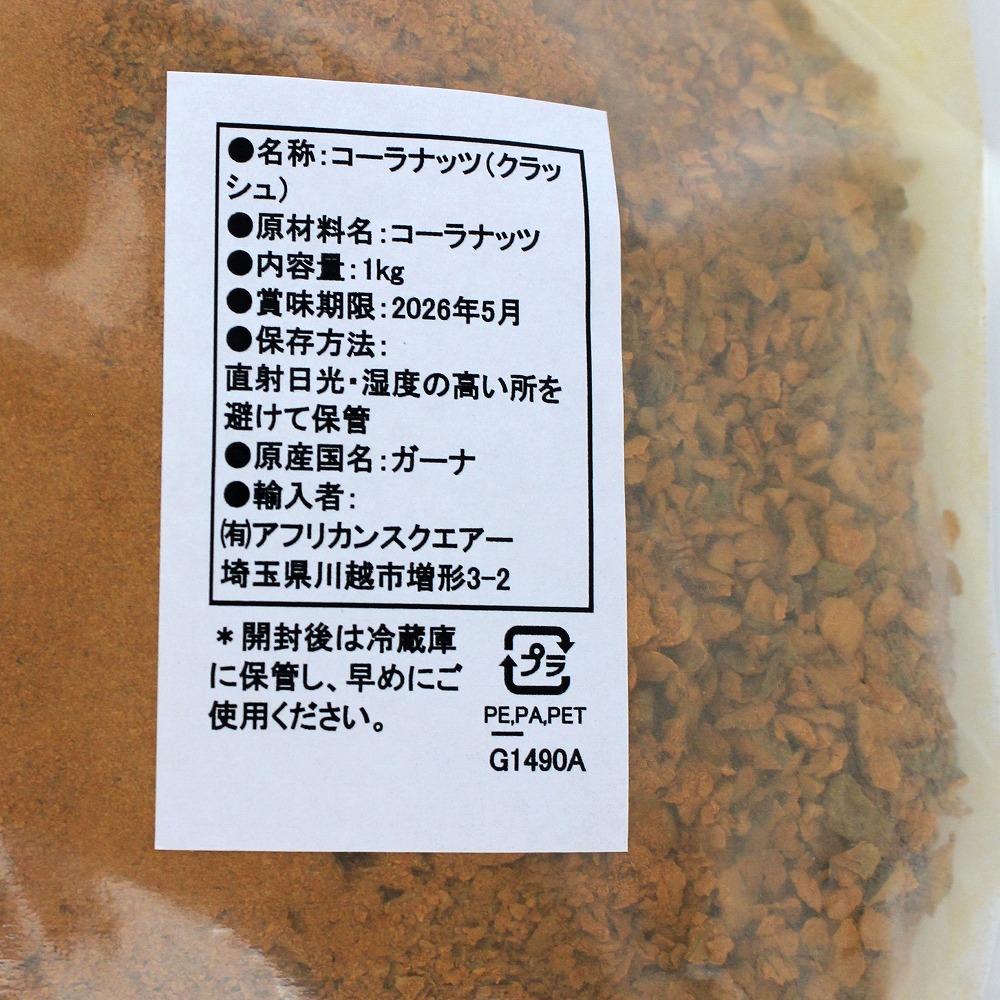 ●名称:コーラナッツ(クラッ
シュ)
●原材料名:コーラナッツ
●内容量:1kg
●賞味期限:2026年5月
●保存方法:
直射日光・湿度の高い所を
避けて保管
●原産国名:ガーナ
●輸入者:
㈲アフリカンスクエアー
埼玉県川越市増形3-2
*開封後は冷蔵庫
に保管し、早めにご
使用ください。
プラ
PE,PA,PET
G1490A